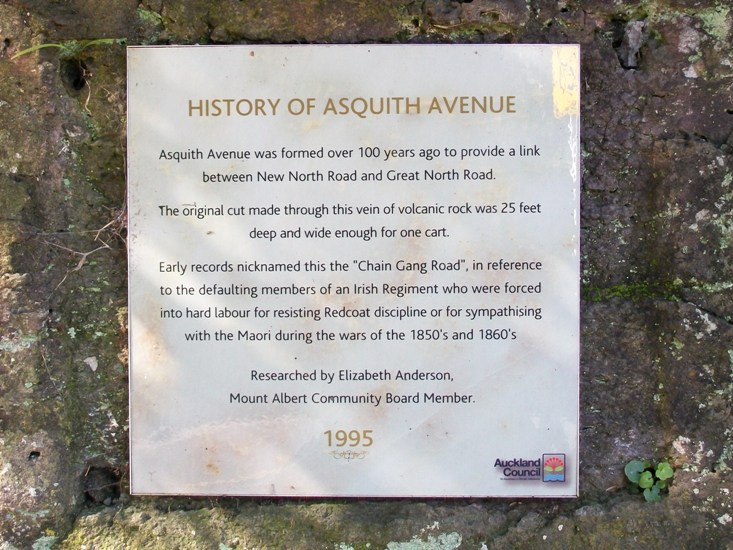 HISTORY OF ASQUITH AVENUE
Asquith Avenue was formed over 100 years ago to provide a link
between New North Road and Great North Road.
The original cut made through this vein of volcanic rock was 25 feet
deep and wide enough for one cart.
Early records nicknamed this the "Chain Gang Road", in reference
to the defaulting members of an Irish Regiment who were forced
into hard labour for resisting Redcoat discipline or for sympathising
with the Maori during the wars of the 1850's and 1860's
Researched by Elizabeth Anderson,
Mount Albert Community Board Member.
1995
Auckland
Council